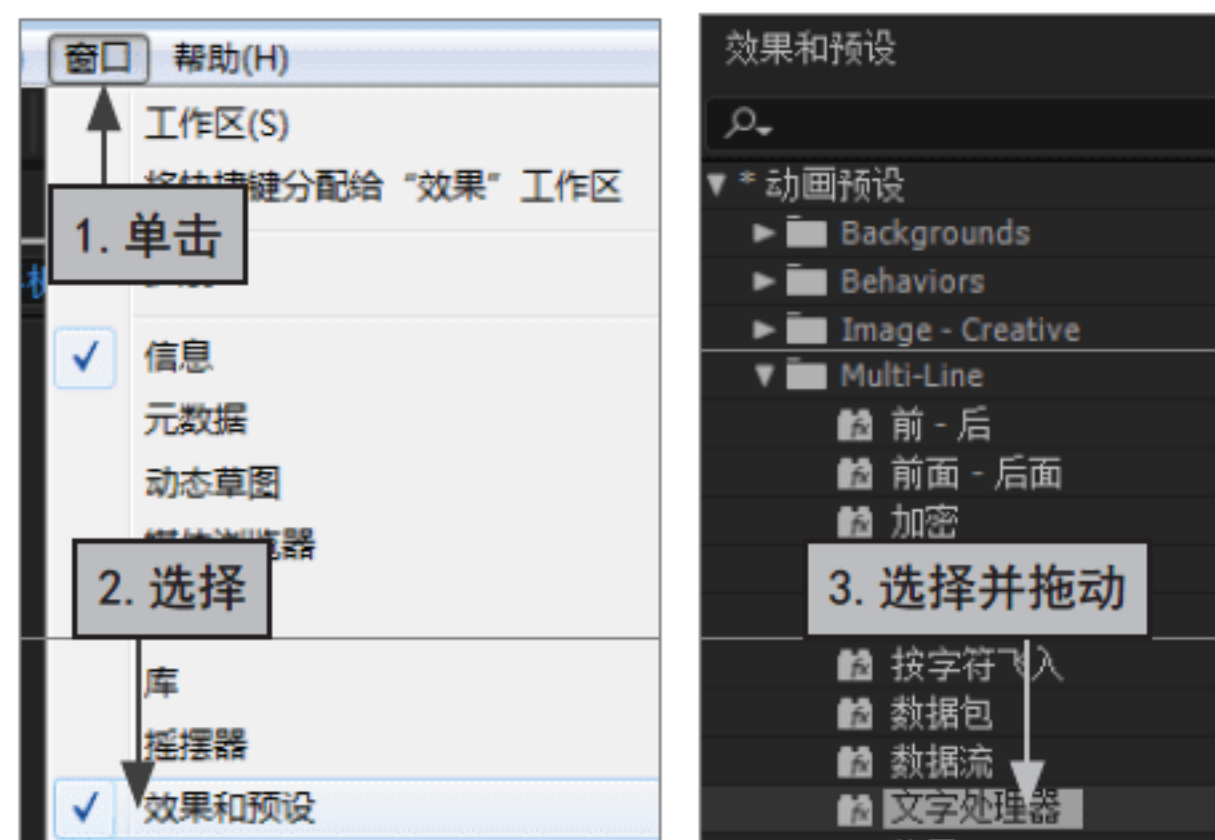 窗口 帮助(H)
工作区(S)
键分配给“效果”工作区
1. 单击
信息
元数据
动态草图
器
2. 选择
库
摇摆器
效果和预设
效果和预设
* 动画预设
Backgrounds
Behaviors
Image - Creative
Multi-Line
前 - 后
前面 - 后面
加密
3. 选择并拖动
按字符飞入
数据包
数据流
文字处理器